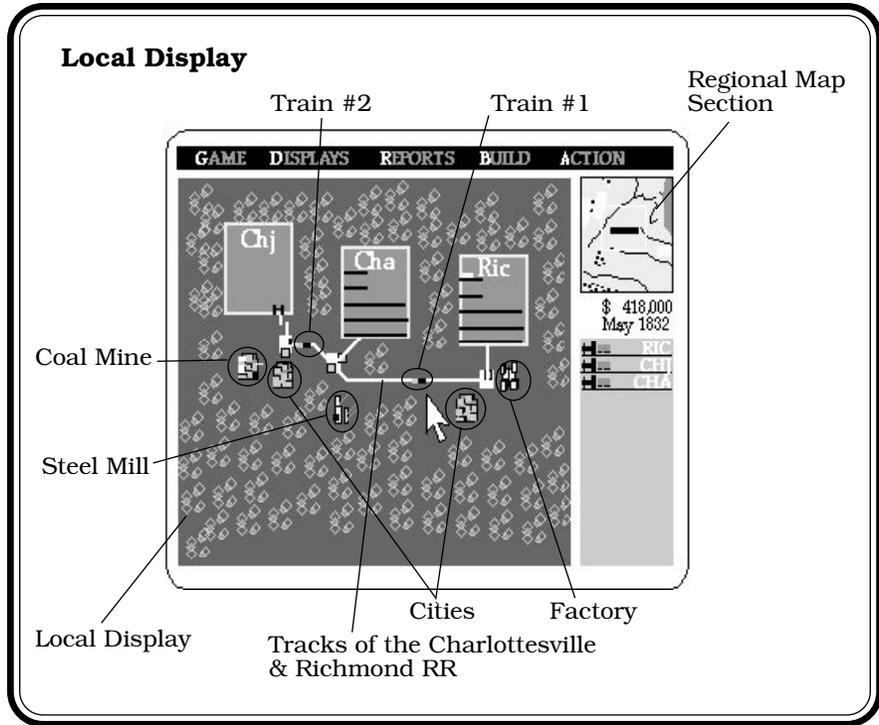 Local Display
Train #2
Train #1
Regional Map
Section
GAME DISPLAYS REPORTS BUILD ACTION
Chj
Cha
Ric
$ 418,000
May 1832
RIC
CHJ
CHA
Coal Mine
Steel Mill
Local Display
Cities
Factory
Tracks of the Charlottesville
& Richmond RR